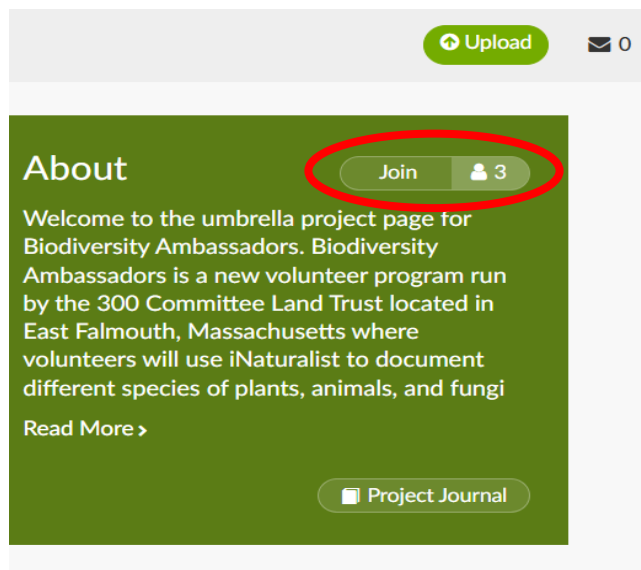 Upload 0
About Join 3
Welcome to the umbrella project page for
Biodiversity Ambassadors. Biodiversity
Ambassadors is a new volunteer program run
by the 300 Committee Land Trust located in
East Falmouth, Massachusetts where
volunteers will use iNaturalist to document
different species of plants, animals, and fungi
Read More >
Project Journal